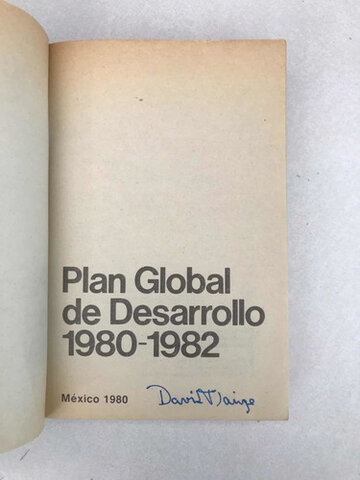 Plan Global
de Desarrollo
1980-1982
México 1980
David